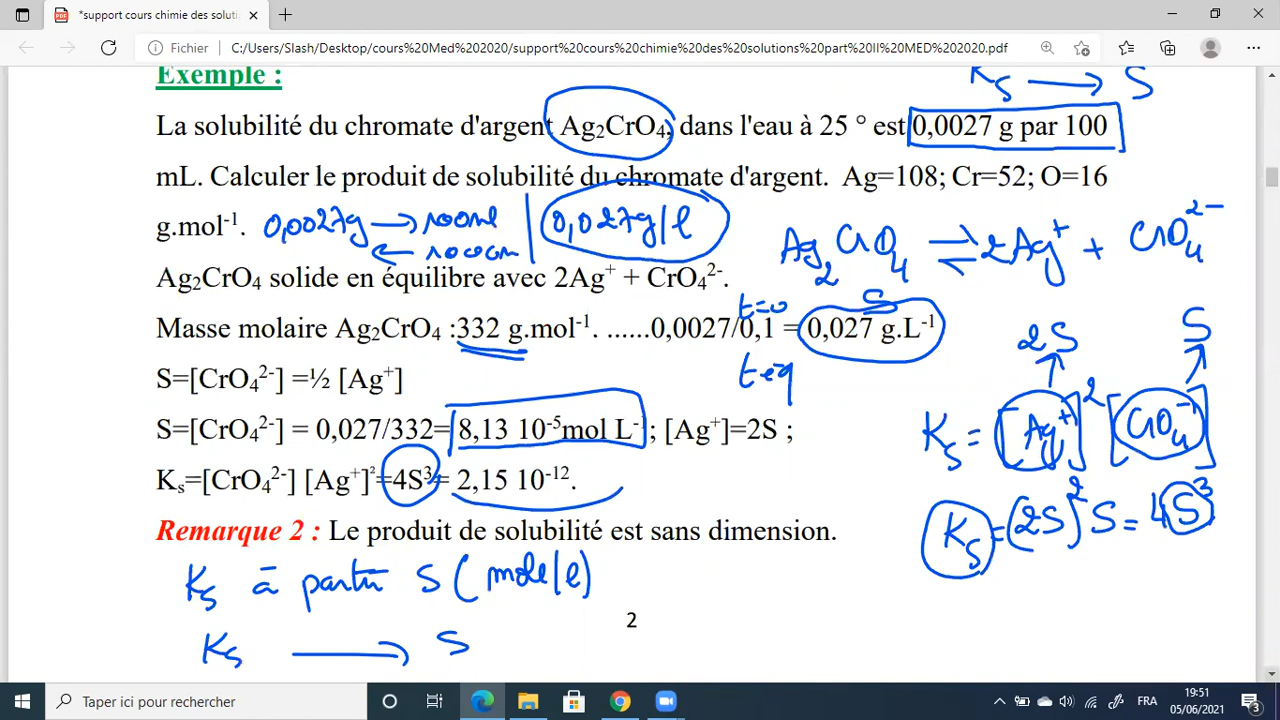 *support cours chimie des soluti
Fichier C:/Users/Slash/Desktop/cours%20Med%202020/support%20cours%20chimie%20des%20solutions%20part%20II%20MED%202020.pdf
Exemple :
Ks → S
La solubilité du chromate d'argent Ag2CrO4, dans l'eau à 25 ° est 0,0027 g par 100
mL. Calculer le produit de solubilité du chromate d'argent. Ag=108; Cr=52; O=16
g.mol-1. 0,0027g → 100ml | 0,027g/l
← 1000m
Ag2CrO4 ⇌ 2Ag+ + CrO42-
Ag2CrO4 solide en équilibre avec 2Ag+ + CrO42-.
t=0 S
Masse molaire Ag2CrO4 :332 g.mol-1. ......0,0027/0,1 = 0,027 g.L-1
2S S
t eq
S=[CrO42-] =½ [Ag+]
S=[CrO42-] = 0,027/332= 8,13 10-5mol L- ; [Ag+]=2S ;
Ks = [Ag+]2 [CrO4-]
Ks=[CrO42-] [Ag+]2=4S3= 2,15 10-12.
Ks = (2S)2 S = 4S3
Remarque 2 : Le produit de solubilité est sans dimension.
Ks à partir S (mole/l)
2
Ks → S
Taper ici pour rechercher
FRA
19:51
05/06/2021
3